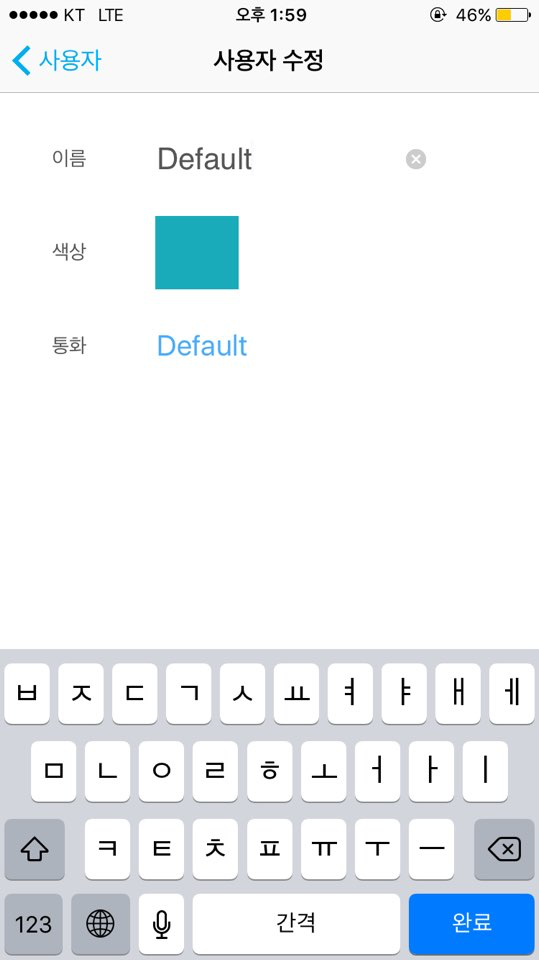 KT LTE 오후 1:59 46%
사용자 사용자 수정
이름 Default
색상
통화 Default
ㅂ ㅈ ㄷ ㄱ ㅅ ㅛ ㅕ ㅑ ㅐ ㅔ
ㅁ ㄴ ㅇ ㄹ ㅎ ㅗ ㅓ ㅏ ㅣ
ㅋ ㅌ ㅊ ㅍ ㅠ ㅜ ㅡ
123 간격 완료